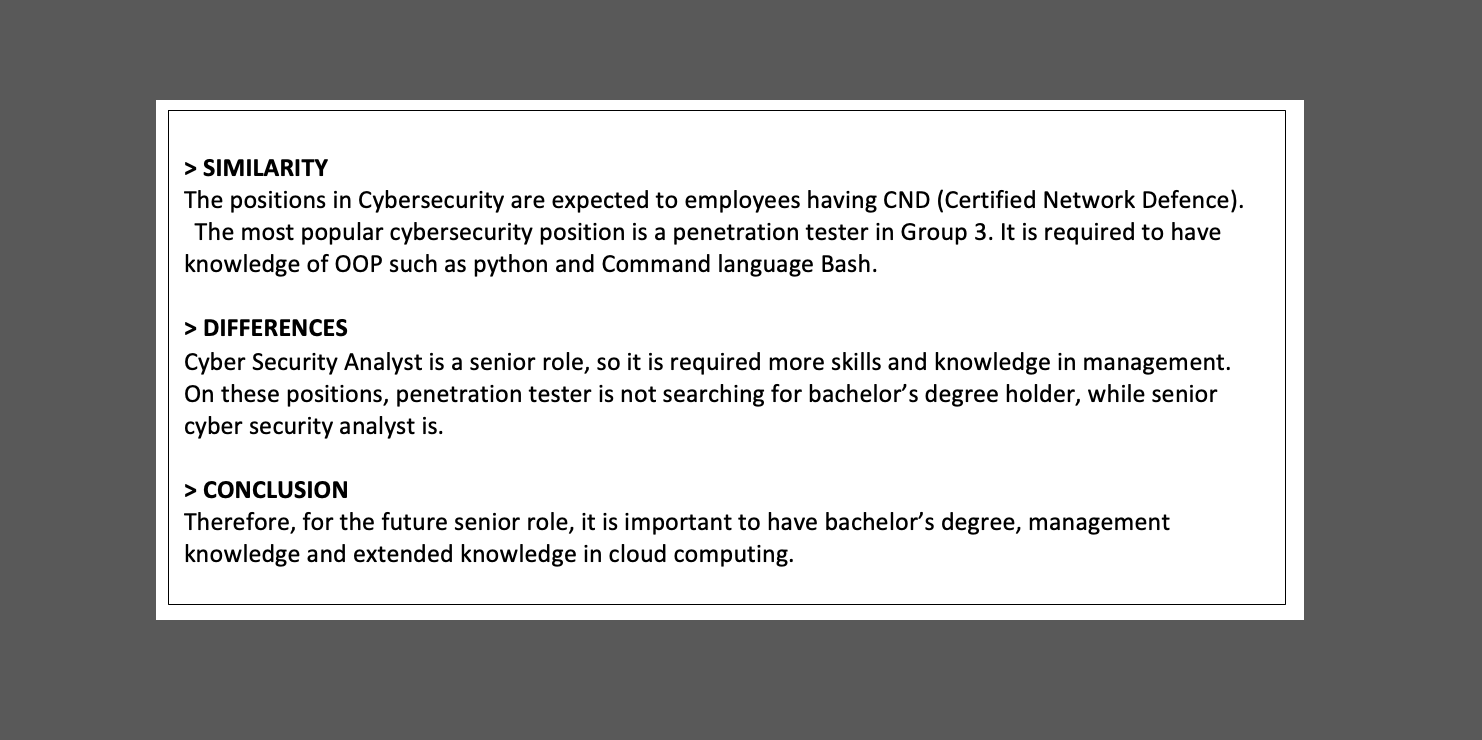 > SIMILARITY
The positions in Cybersecurity are expected to employees having CND (Certified Network Defence).
The most popular cybersecurity position is a penetration tester in Group 3. It is required to have
knowledge of OOP such as python and Command language Bash.
> DIFFERENCES
Cyber Security Analyst is a senior role, so it is required more skills and knowledge in management.
On these positions, penetration tester is not searching for bachelor’s degree holder, while senior
cyber security analyst is.
> CONCLUSION
Therefore, for the future senior role, it is important to have bachelor’s degree, management
knowledge and extended knowledge in cloud computing.